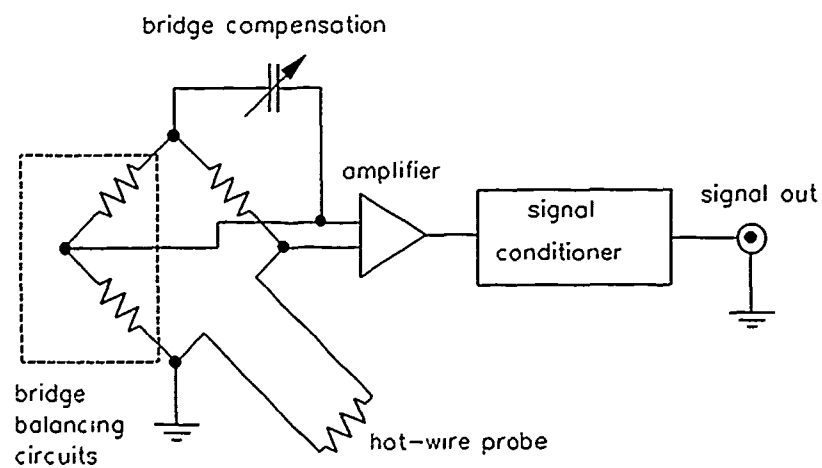 bridge compensation
amplifier
signal out
signal
conditioner
bridge
balancing
circuits
hot-wire probe